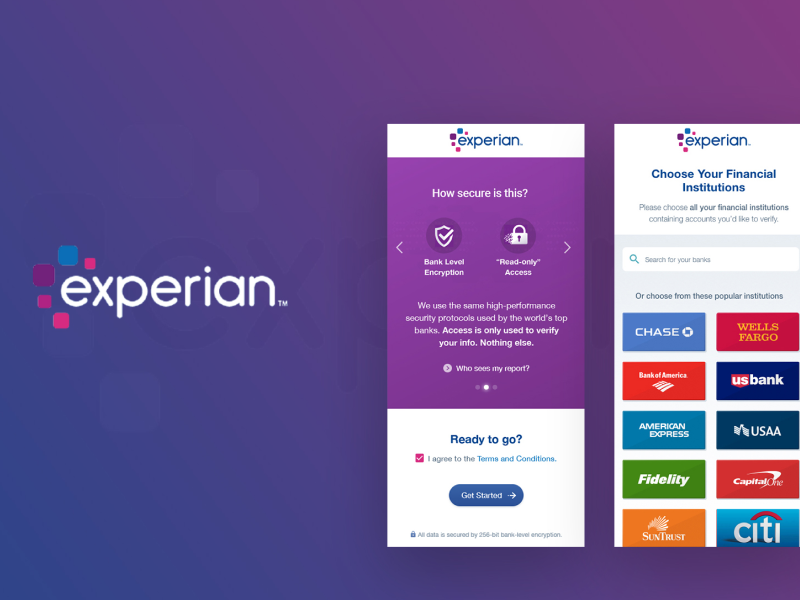 experian™
experian™
How secure is this?
Bank Level
Encryption
"Read-only"
Access
We use the same high-performance
security protocols used by the world's top
banks. Access is only used to verify
your info. Nothing else.
Who sees my report?
Ready to go?
I agree to the Terms and Conditions.
Get Started
All data is secured by 256-bit bank-level encryption.
experian™
Choose Your Financial
Institutions
Please choose all your financial institutions
containing accounts you'd like to verify.
Search for your banks
Or choose from these popular institutions
CHASE
WELLS
FARGO
Bank of America
usbank
AMERICAN
EXPRESS
USAA
Fidelity
Capital One
SUNTRUST
citi